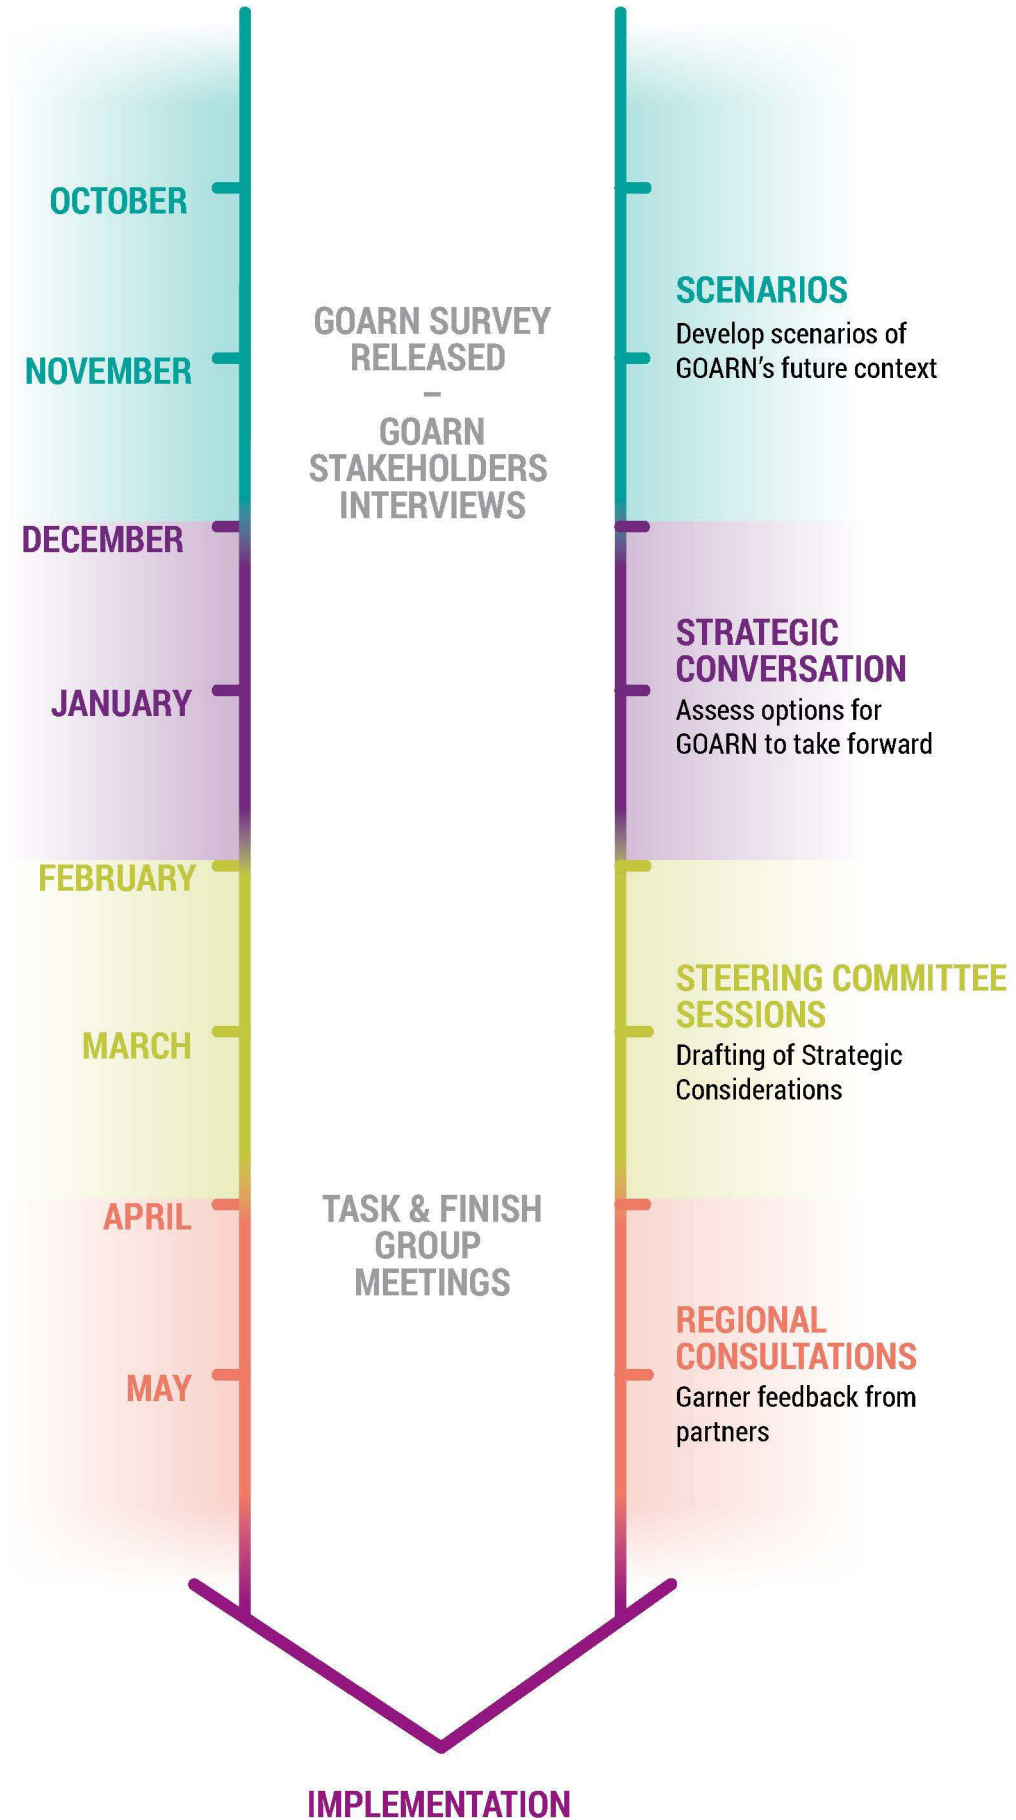 OCTOBER
NOVEMBER
DECEMBER
JANUARY
FEBRUARY
MARCH
APRIL
MAY
GOARN SURVEY
RELEASED
–
GOARN
STAKEHOLDERS
INTERVIEWS
TASK & FINISH
GROUP
MEETINGS
SCENARIOS
Develop scenarios of
GOARN’s future context
STRATEGIC
CONVERSATION
Assess options for
GOARN to take forward
STEERING COMMITTEE
SESSIONS
Drafting of Strategic
Considerations
REGIONAL
CONSULTATIONS
Garner feedback from
partners
IMPLEMENTATION